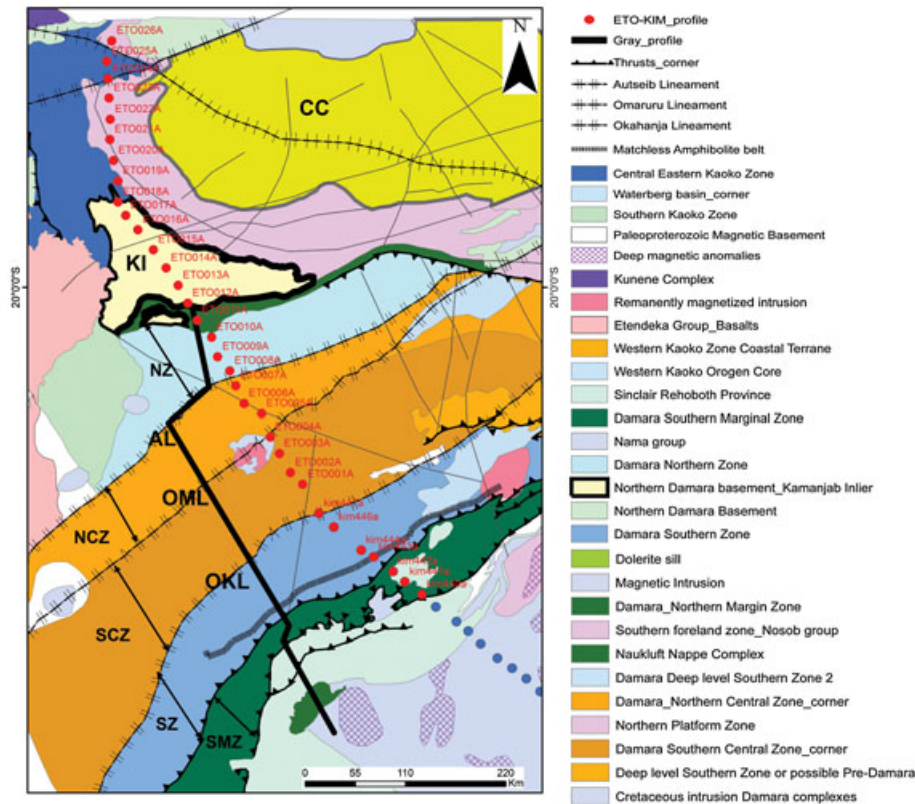 N
ETO026A
ETO025A
ETO022A
ETO021A
ETO020A
ETO019A
ETO018A
ETO017A
ETO016A
ETO015A
ETO014A
ETO013A
ETO012A
ETO010A
ETO009A
ETO008A
ETO007A
ETO006A
ETO004A
ETO003A
ETO002A
ETO001A
kim446a
CC
KI
NZ
AL
OML
NCZ
OKL
SCZ
SZ
SMZ
20°0'0"S
20°0'0"S
0 55 110 220
Km
ETO-KIM_profile
Gray_profile
Thrusts_corner
Autseib Lineament
Omaruru Lineament
Okahanja Lineament
Matchless Amphibolite belt
Central Eastern Kaoko Zone
Waterberg basin_corner
Southern Kaoko Zone
Paleoproterozoic Magnetic Basement
Deep magnetic anomalies
Kunene Complex
Remanently magnetized intrusion
Etendeka Group_Basalts
Western Kaoko Zone Coastal Terrane
Western Kaoko Orogen Core
Sinclair Rehoboth Province
Damara Southern Marginal Zone
Nama group
Damara Northern Zone
Northern Damara basement_Kamanjab Inlier
Northern Damara Basement
Damara Southern Zone
Dolerite sill
Magnetic Intrusion
Damara_Northern Margin Zone
Southern foreland zone_Nosob group
Naukluft Nappe Complex
Damara Deep level Southern Zone 2
Damara_Northern Central Zone_corner
Northern Platform Zone
Damara Southern Central Zone_corner
Deep level Southern Zone or possible Pre-Damara
Cretaceous intrusion Damara complexes